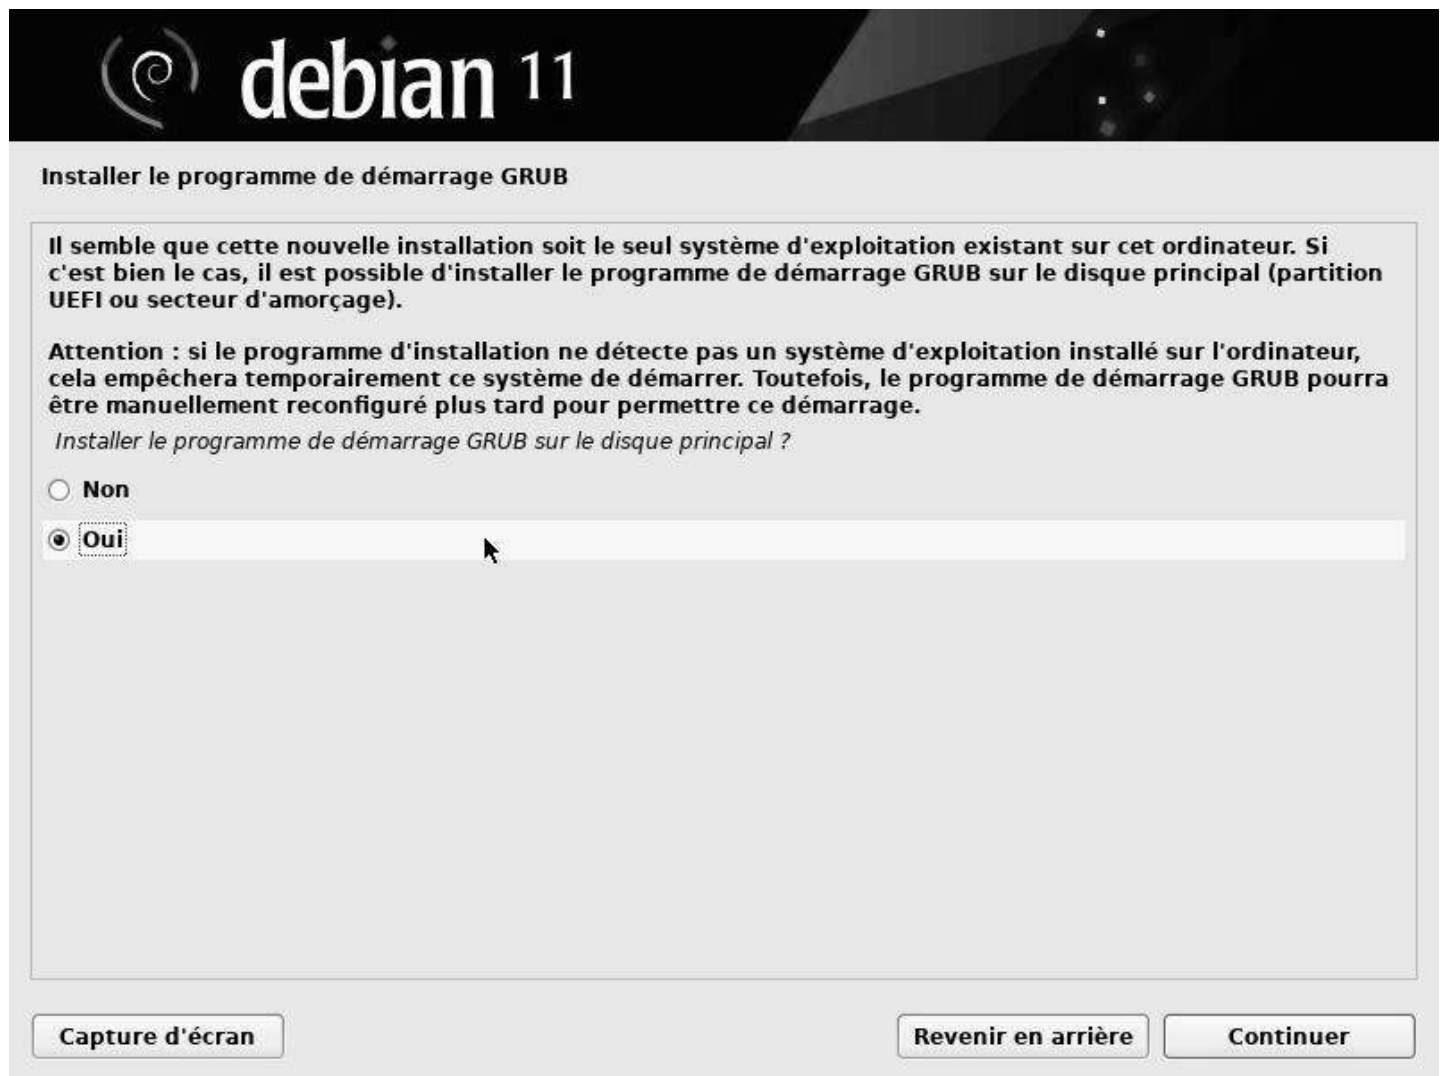 debian 11
Installer le programme de démarrage GRUB
Il semble que cette nouvelle installation soit le seul système d'exploitation existant sur cet ordinateur. Si
c'est bien le cas, il est possible d'installer le programme de démarrage GRUB sur le disque principal (partition
UEFI ou secteur d'amorçage).
Attention : si le programme d'installation ne détecte pas un système d'exploitation installé sur l'ordinateur,
cela empêchera temporairement ce système de démarrer. Toutefois, le programme de démarrage GRUB pourra
être manuellement reconfiguré plus tard pour permettre ce démarrage.
Installer le programme de démarrage GRUB sur le disque principal ?
Non
Oui
Capture d'écran
Revenir en arrière
Continuer